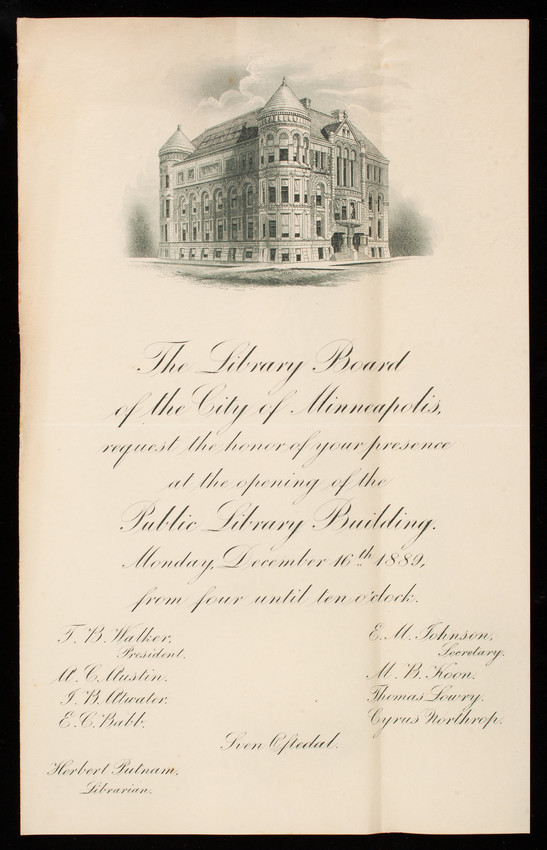 The Library Board
of the City of Minneapolis,
request the honor of your presence
at the opening of the
Public Library Building.
Monday, December 16th 1889,
from four until ten o'clock.
T. B. Walker,
President.
A. C. Austin.
I. B. Atwater.
E. C. Babb.
E. M. Johnson,
Secretary.
M. B. Koon.
Thomas Lowry.
Cyrus Northrop.
Sven Oftedal.
Herbert Putnam,
Librarian.